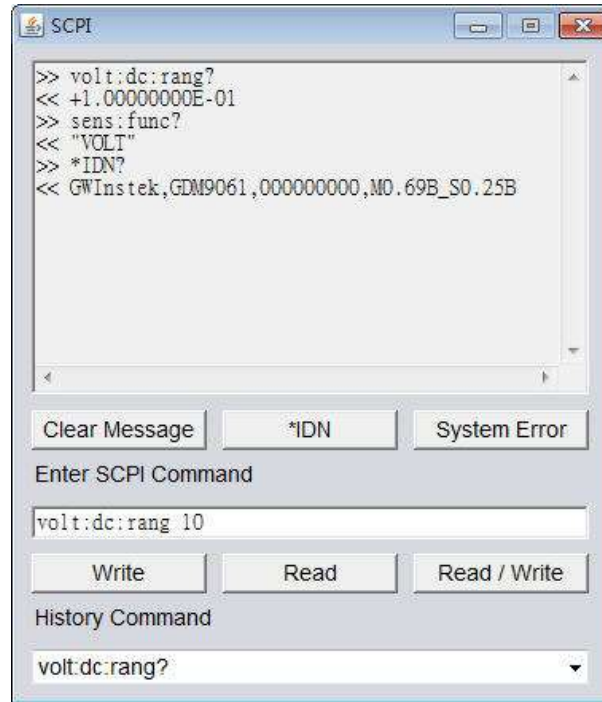 SCPI
>> volt:dc:rang?
<< +1.00000000E-01
>> sens:func?
<< "VOLT"
>> *IDN?
<< GWInstek,GDM9061,000000000,M0.69B_S0.25B
Clear Message *IDN System Error
Enter SCPI Command
volt:dc:rang 10
Write Read Read / Write
History Command
volt:dc:rang?